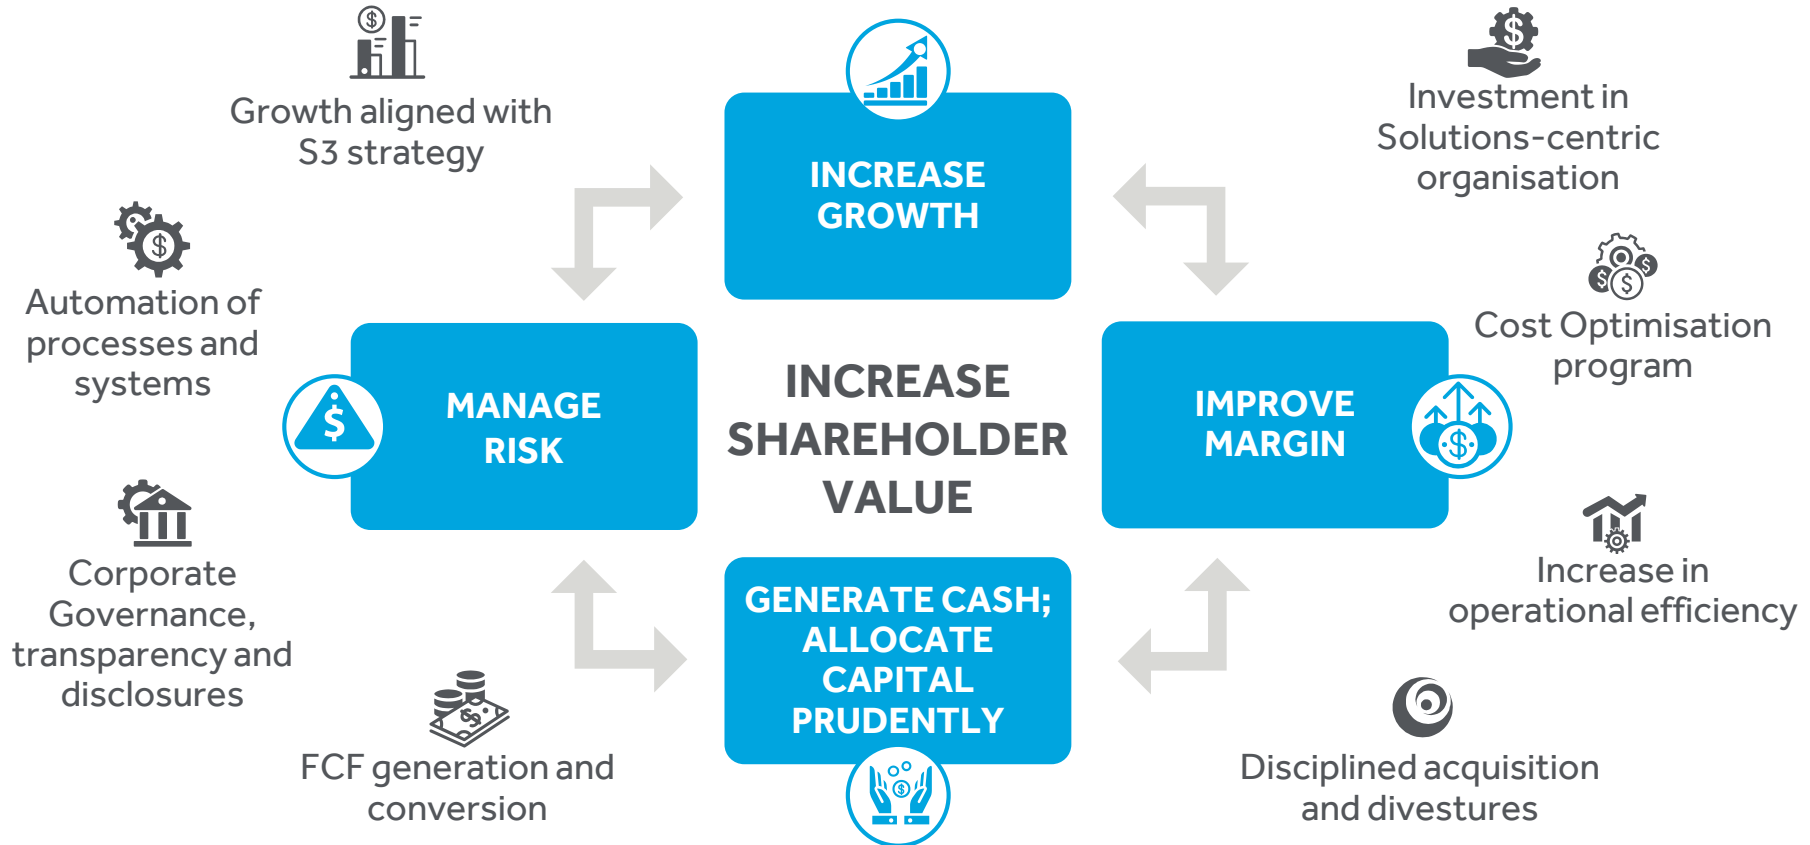 Growth aligned with
S3 strategy
INCREASE
GROWTH
Investment in
Solutions-centric
organisation
Automation of
processes and
systems
MANAGE
RISK
INCREASE
SHAREHOLDER
VALUE
IMPROVE
MARGIN
Cost Optimisation
program
Corporate
Governance,
transparency and
disclosures
GENERATE CASH;
ALLOCATE
CAPITAL
PRUDENTLY
Increase in
operational efficiency
FCF generation and
conversion
Disciplined acquisition
and divestures